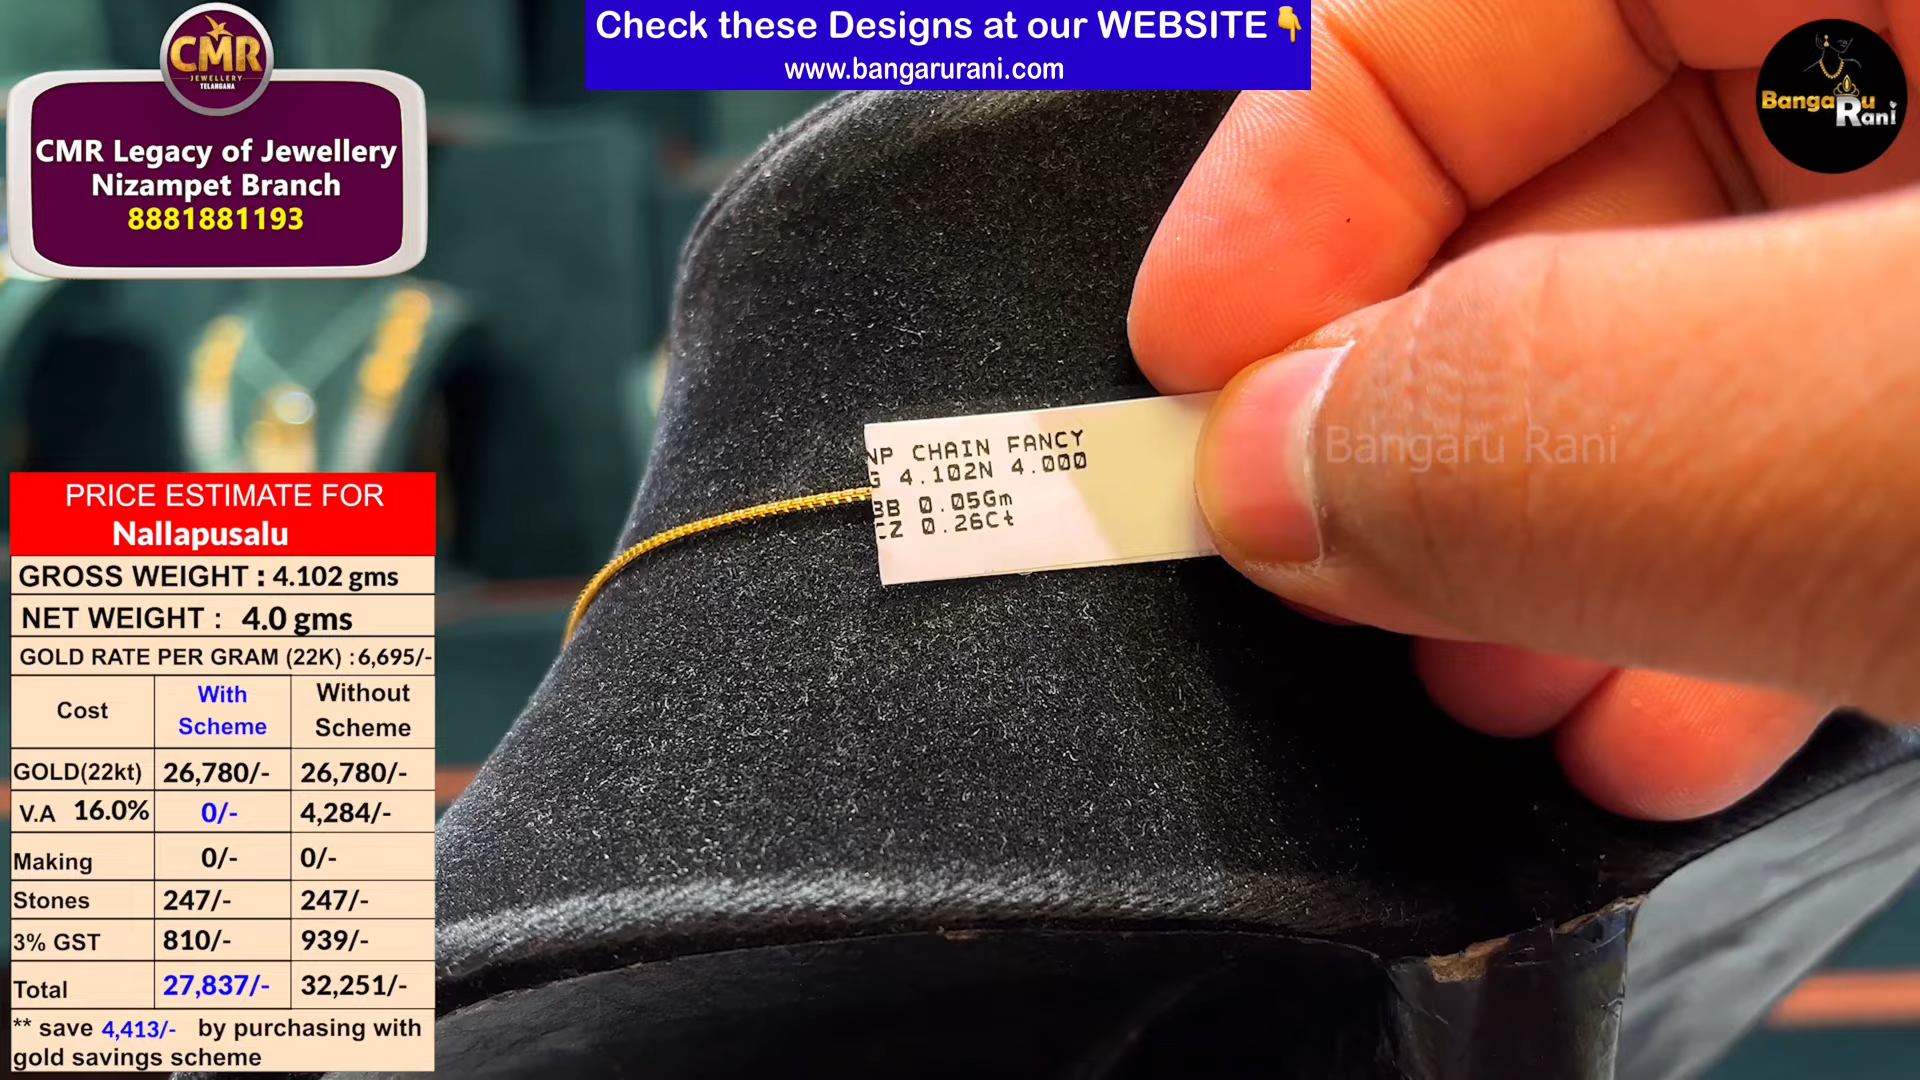 CMR
JEWELLERY
TELANGANA
CMR Legacy of Jewellery
Nizampet Branch
8881881193
Check these Designs at our WEBSITE👇
www.bangarurani.com
BangaRu
Rani
NP CHAIN FANCY
G 4.102N 4.000
BB 0.05Gm
CZ 0.26Ct
Bangaru Rani
PRICE ESTIMATE FOR
Nallapusalu
GROSS WEIGHT : 4.102 gms
NET WEIGHT : 4.0 gms
GOLD RATE PER GRAM (22K) : 6,695/-
Cost With Scheme Without Scheme
GOLD(22kt) 26,780/- 26,780/-
V.A 16.0% 0/- 4,284/-
Making 0/- 0/-
Stones 247/- 247/-
3% GST 810/- 939/-
Total 27,837/- 32,251/-
** save 4,413/- by purchasing with
gold savings scheme